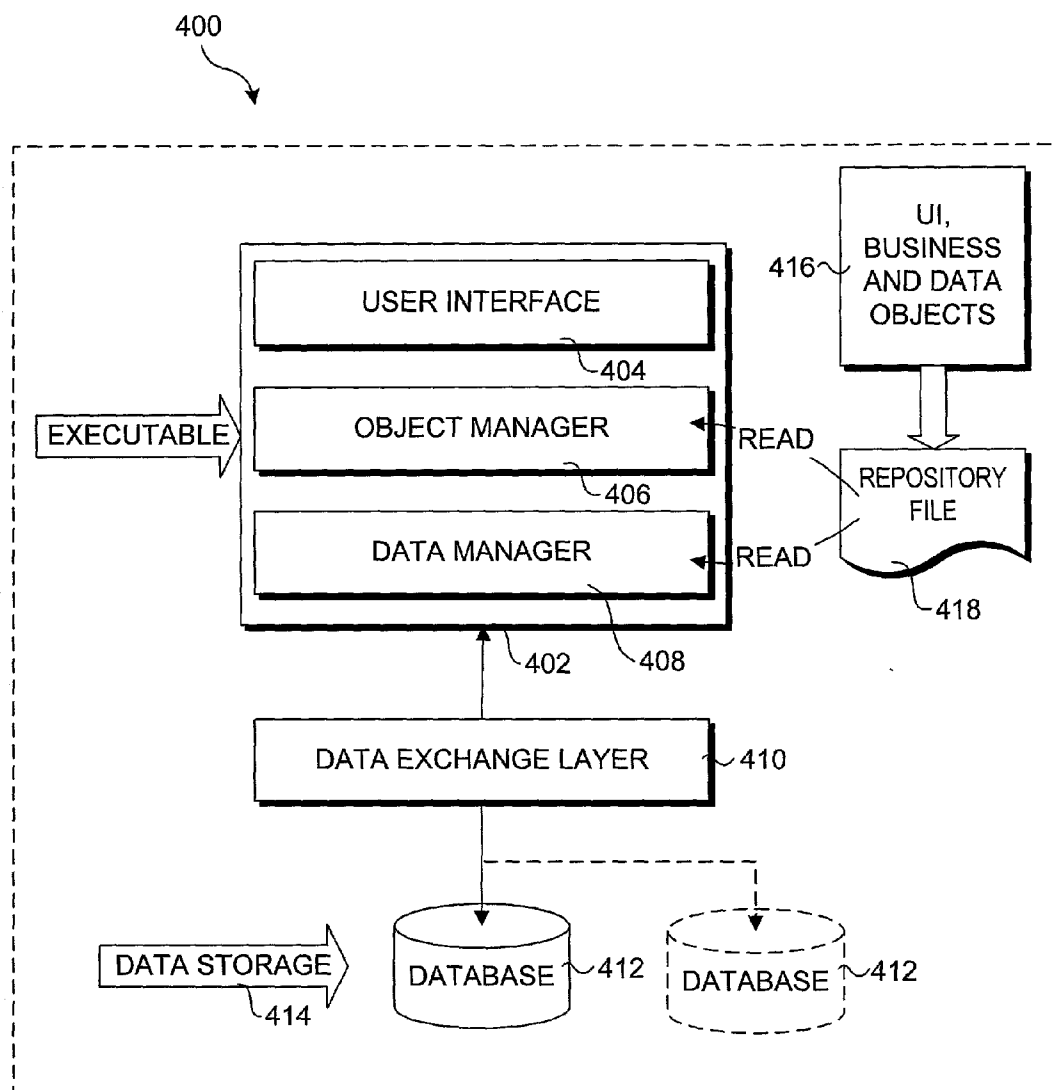 400
UI,
BUSINESS
AND DATA
OBJECTS
416
USER INTERFACE
404
EXECUTABLE
OBJECT MANAGER
READ
406
REPOSITORY
FILE
DATA MANAGER
READ
418
402
408
DATA EXCHANGE LAYER
410
DATA STORAGE
414
DATABASE
412
DATABASE
412